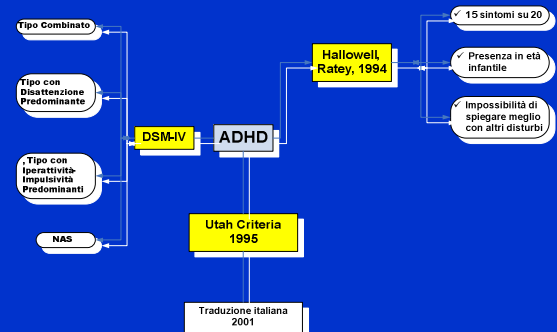 Tipo Combinato
Tipo con
Disattenzione
Predominante
, Tipo con
Iperattività-
Impulsività
Predominanti
NAS
DSM-IV
ADHD
Hallowell,
Ratey, 1994
✓ 15 sintomi su 20
✓ Presenza in età
infantile
✓ Impossibilità di
spiegare meglio
con altri disturbi
Utah Criteria
1995
Traduzione italiana
2001